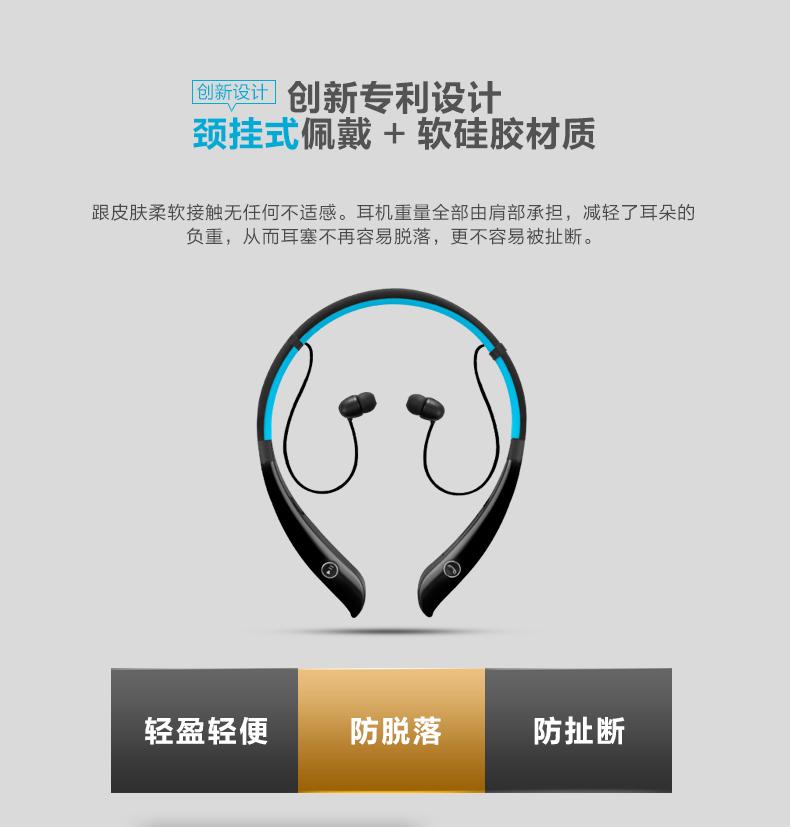 创新设计 创新专利设计
颈挂式佩戴 + 软硅胶材质
跟皮肤柔软接触无任何不适感。耳机重量全部由肩部承担，减轻了耳朵的
负重，从而耳塞不再容易脱落，更不容易被扯断。
轻盈轻便 防脱落 防扯断